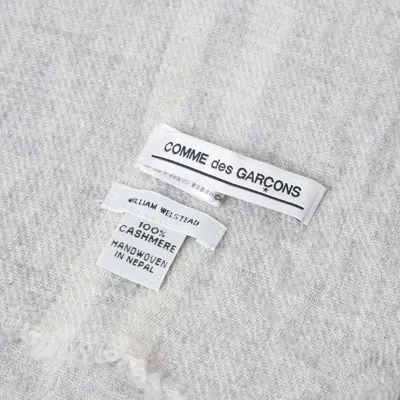 COMME des GARÇONS
WILLIAM WELSTEAD
100%
CASHMERE
HANDWOVEN
IN NEPAL